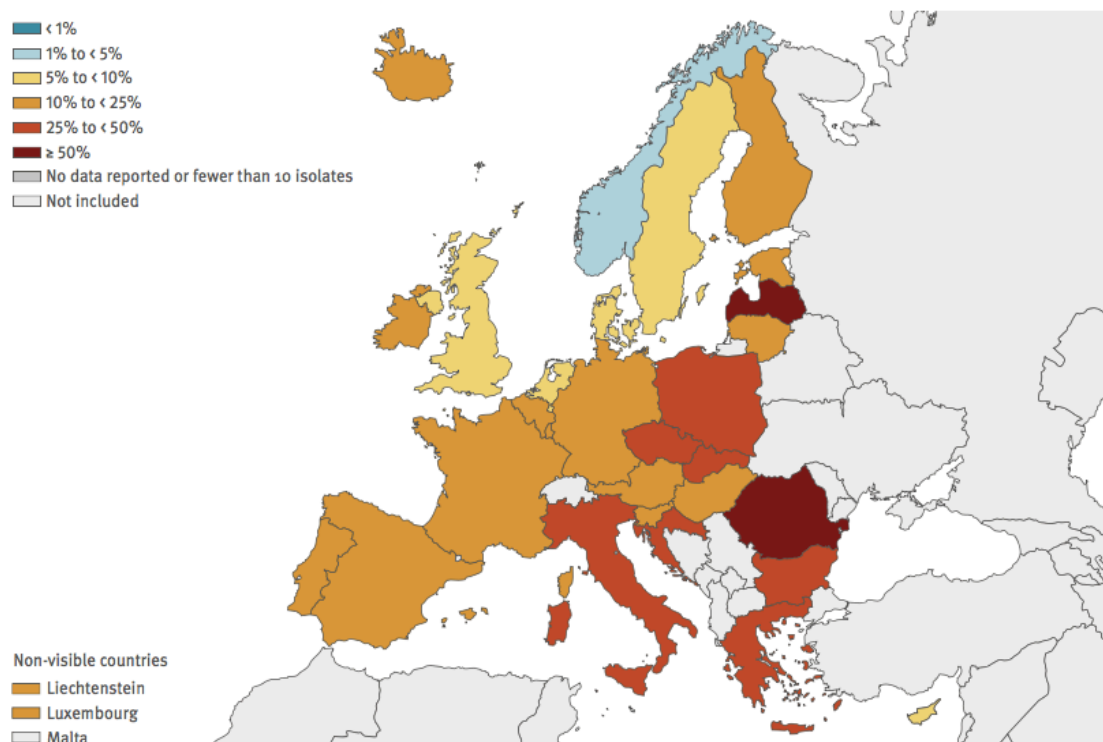 < 1%
1% to < 5%
5% to < 10%
10% to < 25%
25% to < 50%
≥ 50%
No data reported or fewer than 10 isolates
Not included
Non-visible countries
Liechtenstein
Luxembourg
Malta